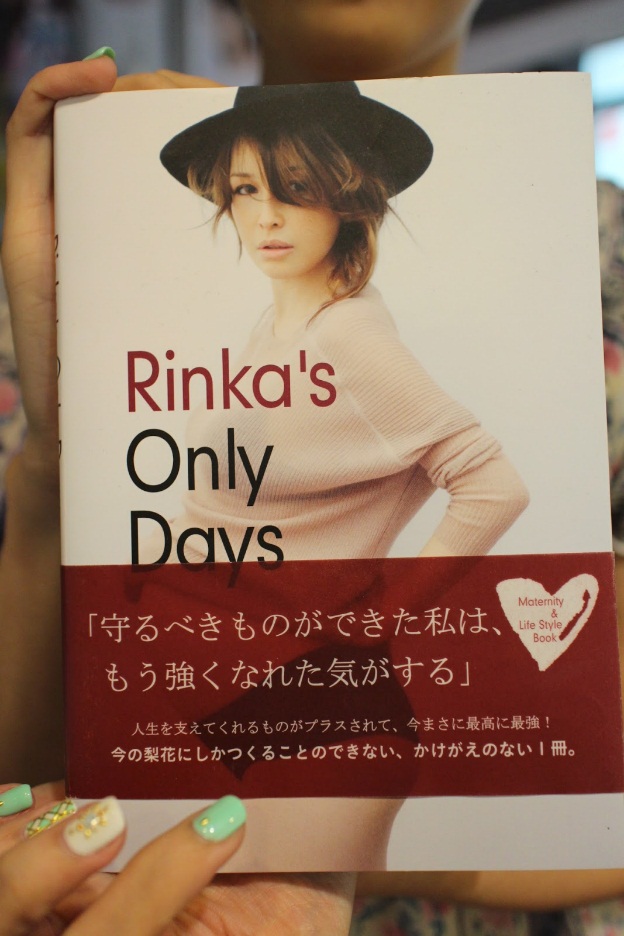 Rinka's
Only
Days
Maternity
&
Life Style
Book
「守るべきものができた私は、
もう強くなれた気がする」
人生を支えてくれるものがプラスされて、今まさに最高に最強！
今の梨花にしかつくることのできない、かけがえのない1冊。